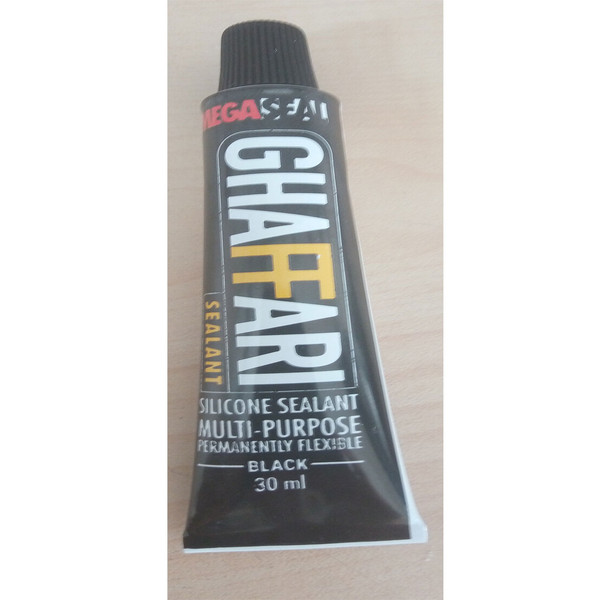 MEGASEAL
GHAFFARI
SEALANT
SILICONE SEALANT
MULTI-PURPOSE
PERMANENTLY FLEXIBLE
BLACK
30 ml